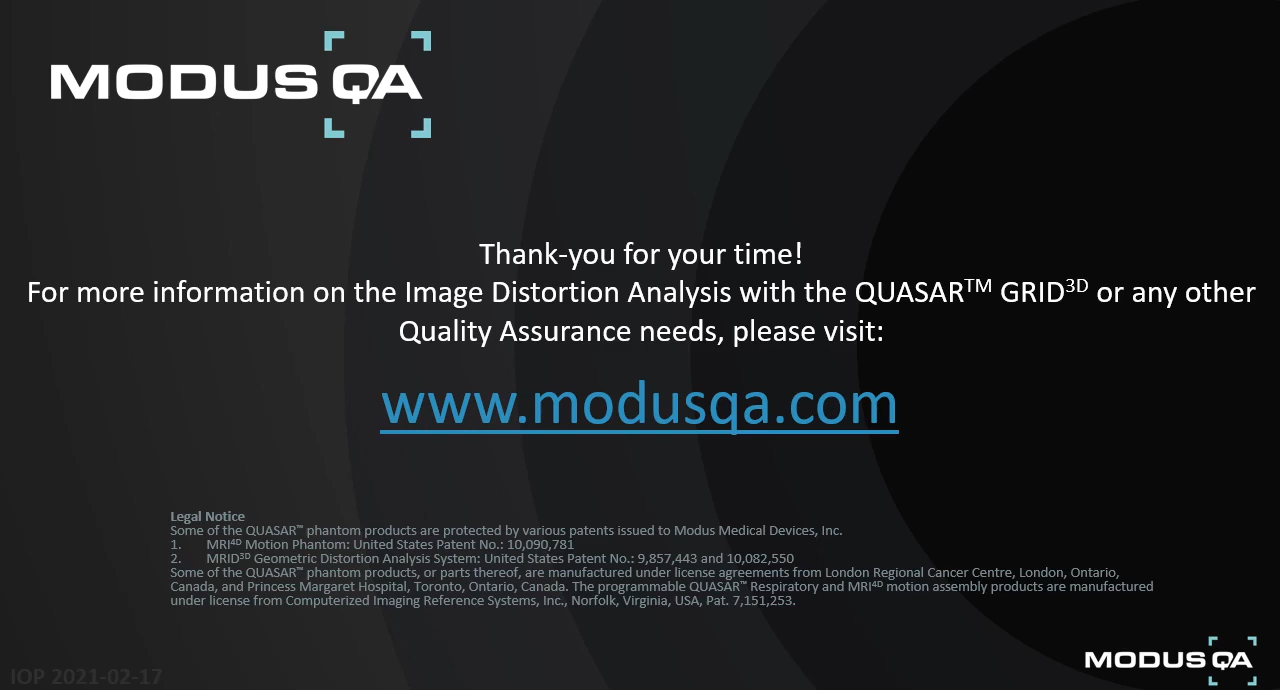 MODUS QA
Thank-you for your time!
For more information on the Image Distortion Analysis with the QUASAR™ GRID³ᴰ or any other
Quality Assurance needs, please visit:
www.modusqa.com
Legal Notice
Some of the QUASAR™ phantom products are protected by various patents issued to Modus Medical Devices, Inc.
1. MRI⁴ᴰ Motion Phantom: United States Patent No.: 10,090,781
2. MRID³ᴰ Geometric Distortion Analysis System: United States Patent No.: 9,857,443 and 10,082,550
Some of the QUASAR™ phantom products, or parts thereof, are manufactured under license agreements from London Regional Cancer Centre, London, Ontario,
Canada, and Princess Margaret Hospital, Toronto, Ontario, Canada. The programmable QUASAR™ Respiratory and MRI⁴ᴰ motion assembly products are manufactured
under license from Computerized Imaging Reference Systems, Inc., Norfolk, Virginia, USA, Pat. 7,151,253.
MODUS QA
IOP 2021-02-17